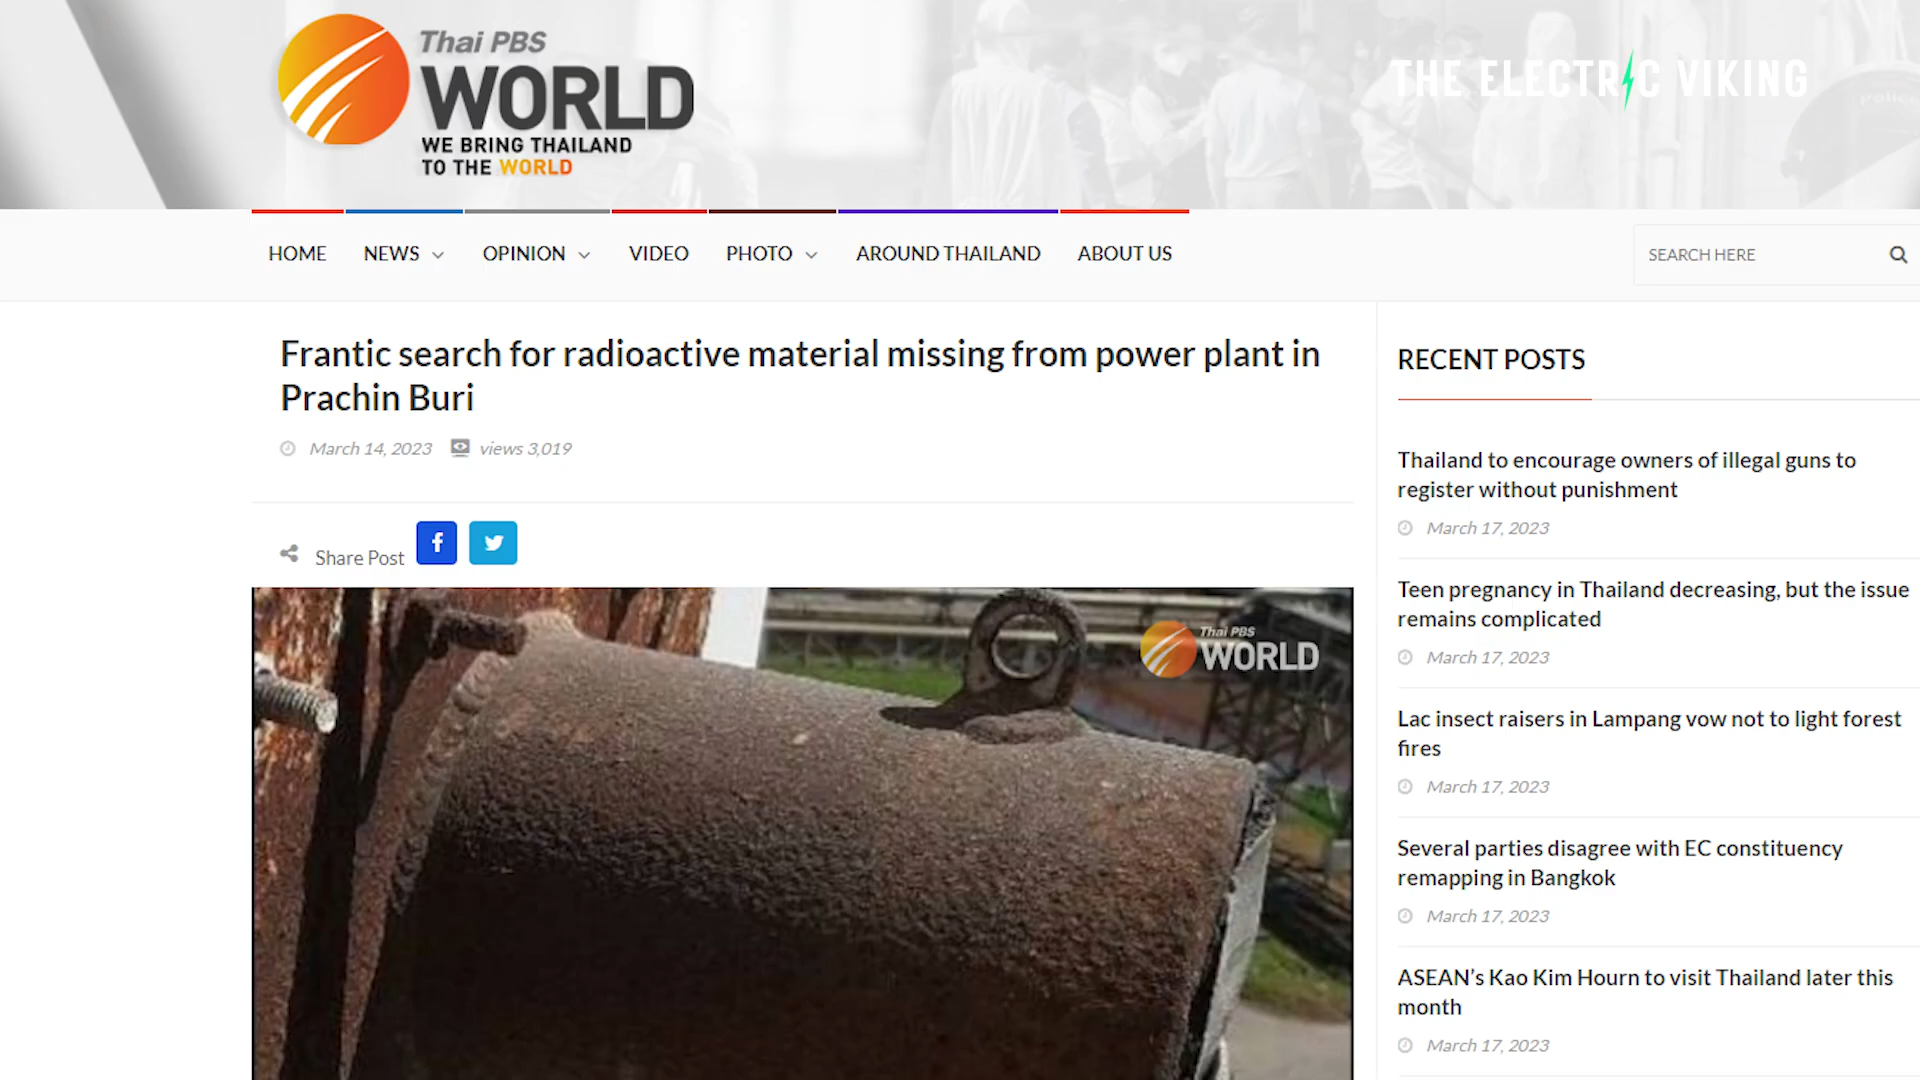 Thai PBS
WORLD
WE BRING THAILAND
TO THE WORLD
THE ELECTRIC VIKING
Police
HOME
NEWS
OPINION
VIDEO
PHOTO
AROUND THAILAND
ABOUT US
SEARCH HERE
Frantic search for radioactive material missing from power plant in
Prachin Buri
March 14, 2023
views 3,019
Share Post
Thai PBS
WORLD
RECENT POSTS
Thailand to encourage owners of illegal guns to
register without punishment
March 17, 2023
Teen pregnancy in Thailand decreasing, but the issue
remains complicated
March 17, 2023
Lac insect raisers in Lampang vow not to light forest
fires
March 17, 2023
Several parties disagree with EC constituency
remapping in Bangkok
March 17, 2023
ASEAN’s Kao Kim Hourn to visit Thailand later this
month
March 17, 2023